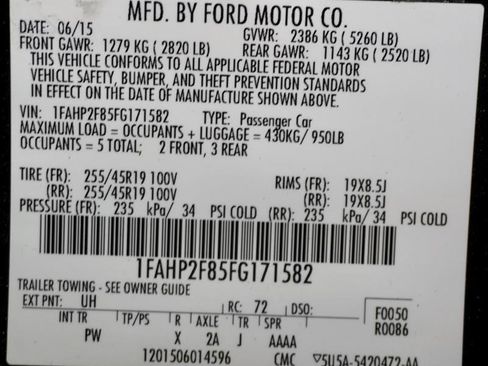 MFD. BY FORD MOTOR CO.
DATE: 06/15 GVWR: 2386 KG ( 5260 LB)
FRONT GAWR: 1279 KG ( 2820 LB) REAR GAWR: 1143 KG ( 2520 LB)
THIS VEHICLE CONFORMS TO ALL APPLICABLE FEDERAL MOTOR
VEHICLE SAFETY, BUMPER, AND THEFT PREVENTION STANDARDS
IN EFFECT ON THE DATE OF MANUFACTURE SHOWN ABOVE.
VIN: 1FAHP2F85FG171582 TYPE: Passenger Car
MAXIMUM LOAD = OCCUPANTS + LUGGAGE = 430KG/ 950LB
OCCUPANTS = 5 TOTAL; 2 FRONT, 3 REAR
TIRE (FR): 255/45R19 100V RIMS (FR): 19X8.5J
(RR): 255/45R19 100V (RR): 19X8.5J
PRESSURE (FR): 235 kPa/ 34 PSI COLD (RR): 235 kPa/ 34 PSI COLD
1FAHP2F85FG171582
TRAILER TOWING - SEE OWNER GUIDE
EXT PNT: UH RC: 72 DSO: F0050
INT TR TP/PS R AXLE TR SPR R0086
PW X 2A J AAAA
1201506014596 CMC ▽5U5A-5420472-AA